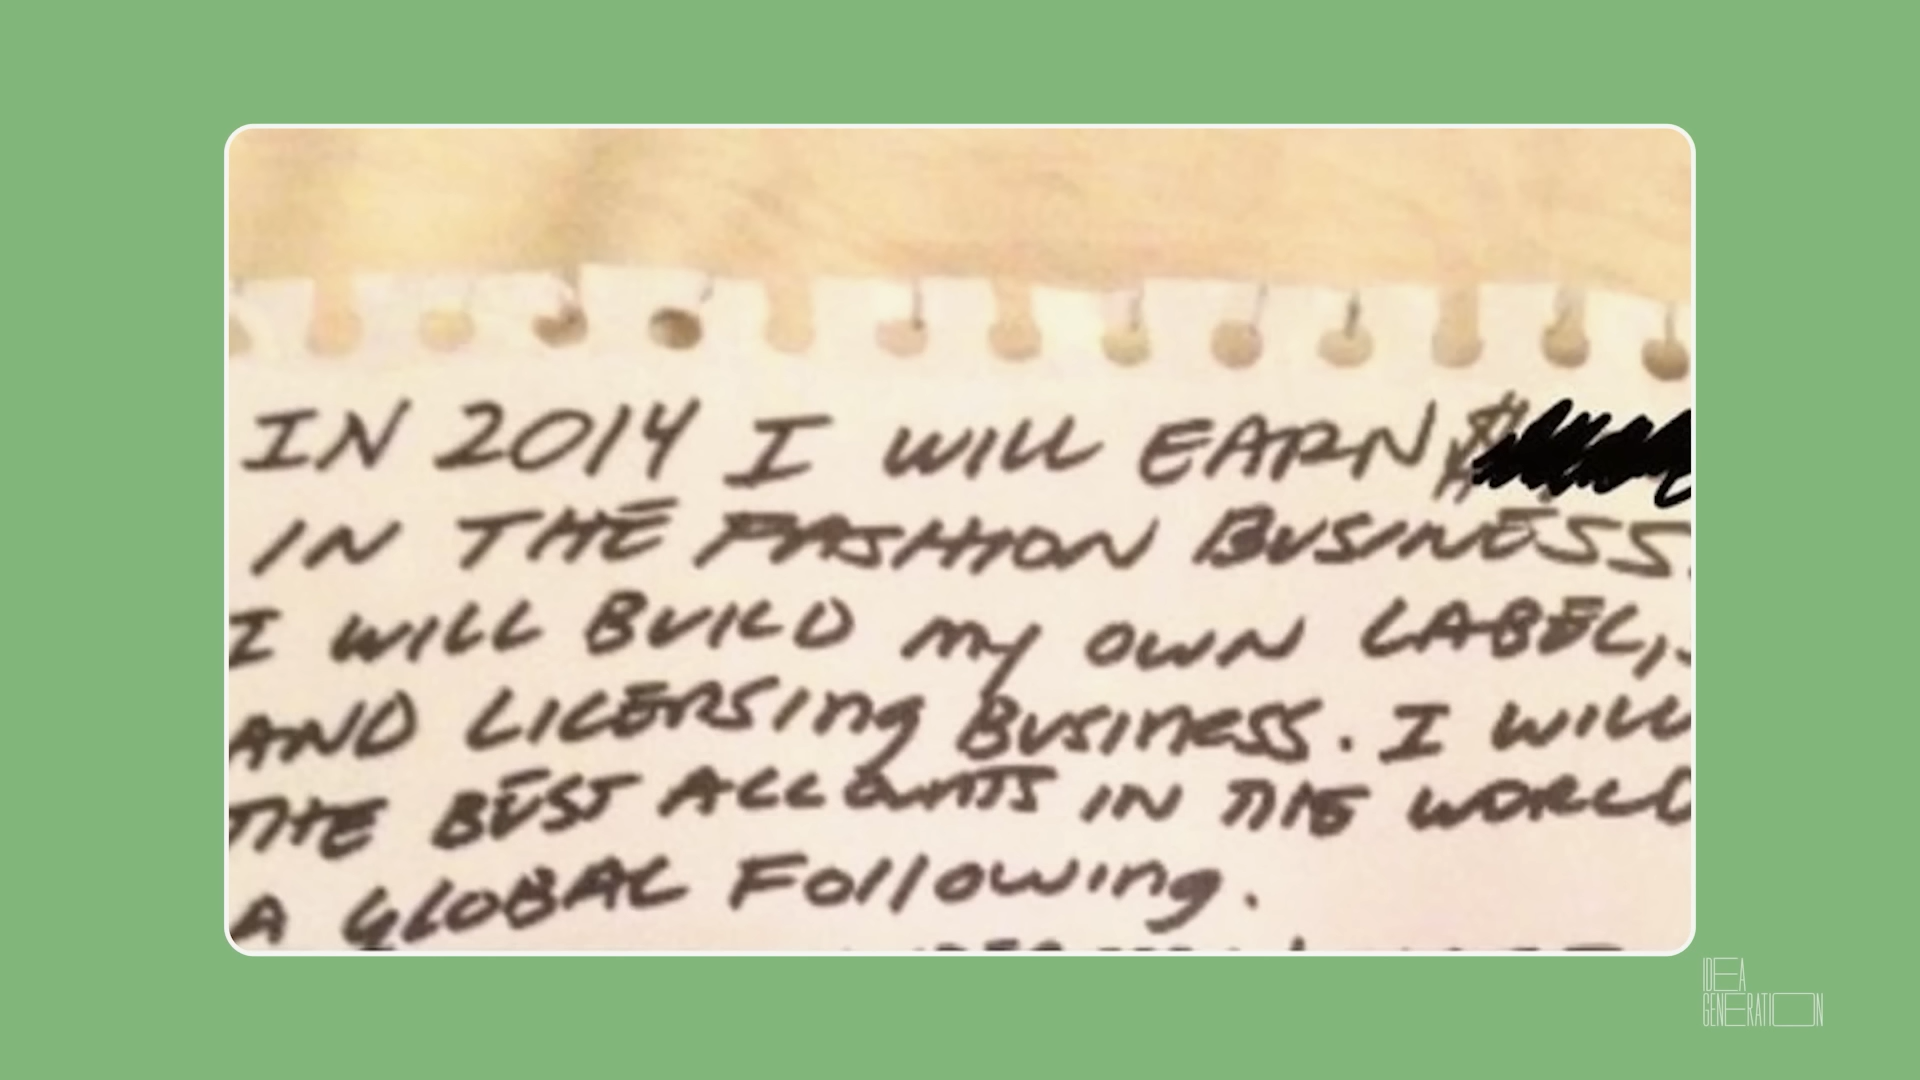 IN 2014 I WILL EARN $
IN THE FASHION BUSINESS.
I WILL BUILD MY OWN LABEL,
AND LICENSING BUSINESS. I WILL
THE BEST ACCOUNTS IN THE WORLD
A GLOBAL Following.
IDEA
GENERATION